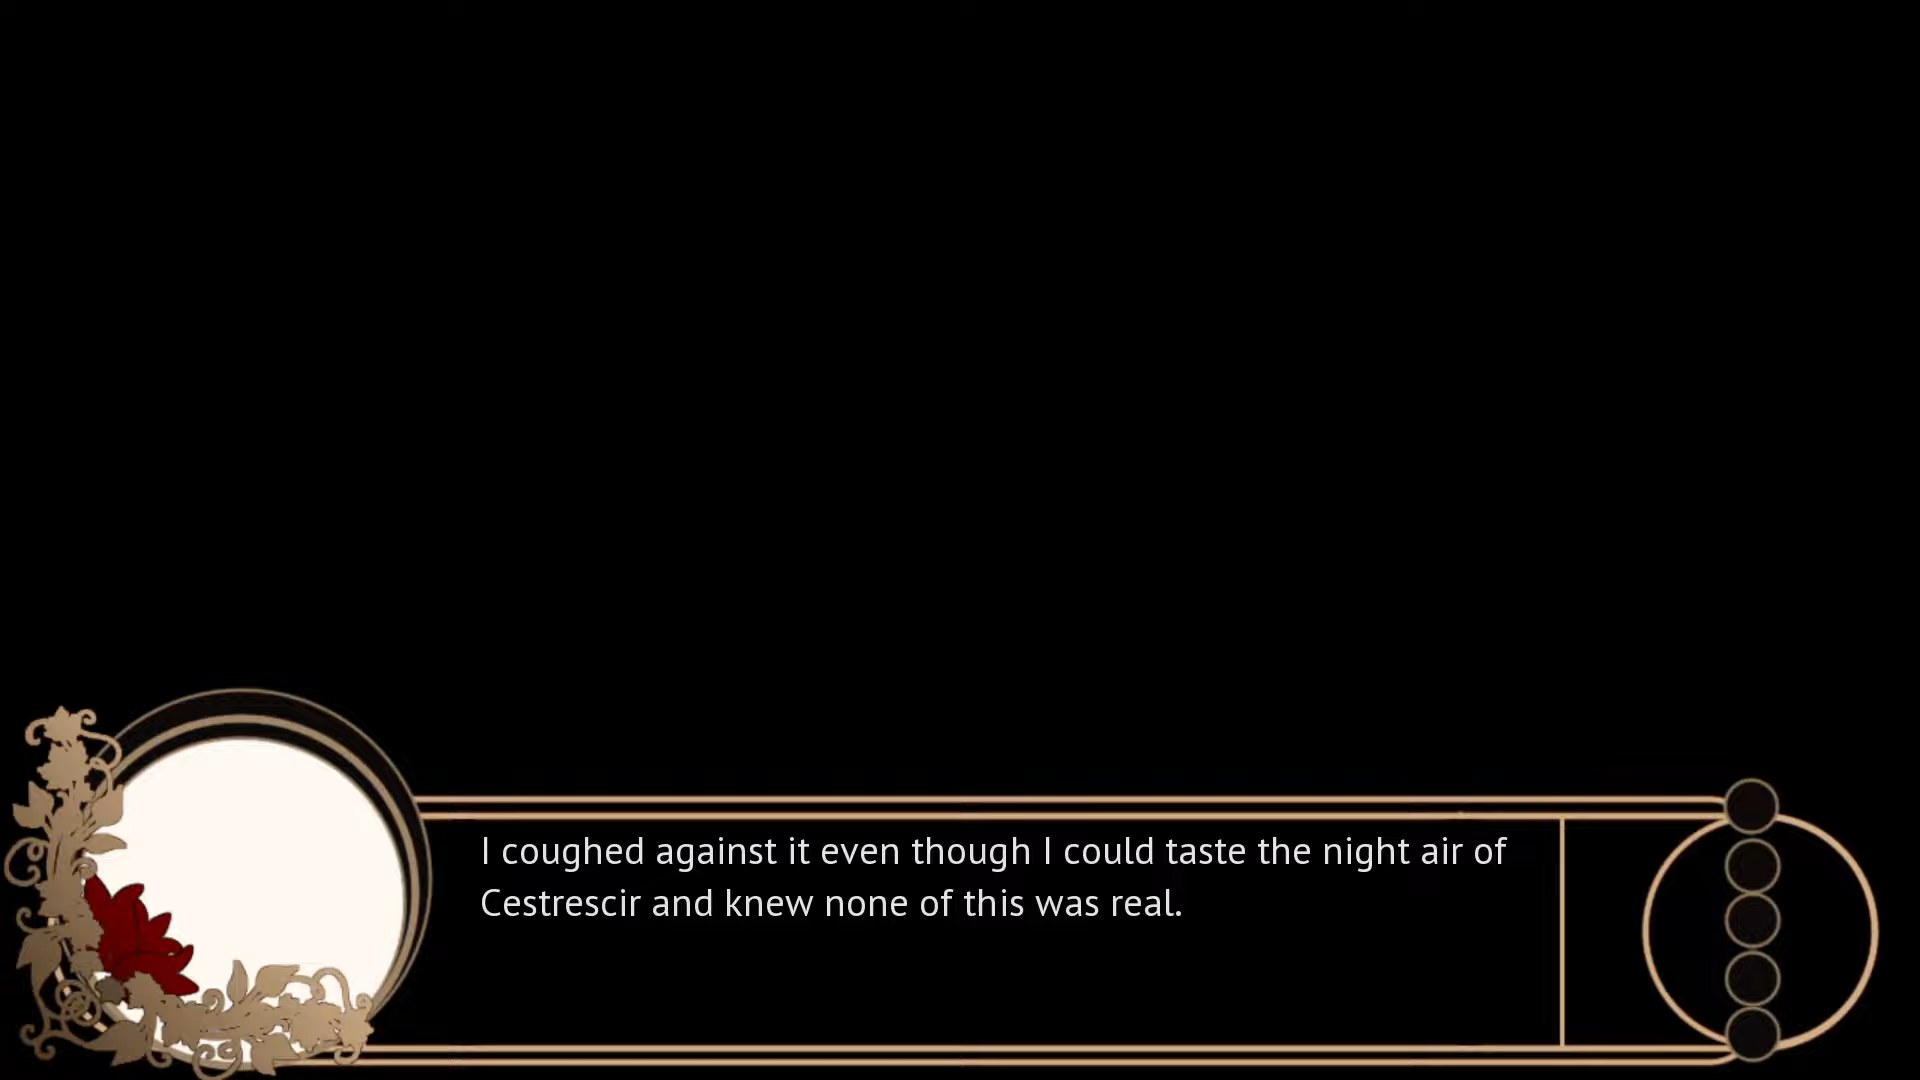 I coughed against it even though I could taste the night air of
Cestrescir and knew none of this was real.